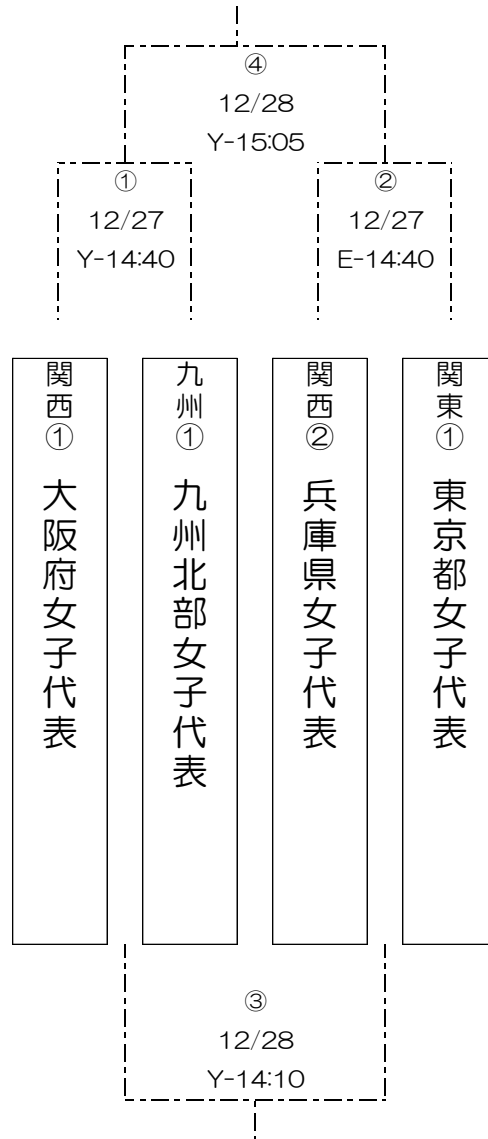 ④
12/28
Y-15:05
①
12/27
Y-14:40
②
12/27
E-14:40
関西① 大阪府女子代表
九州① 九州北部女子代表
関西② 兵庫県女子代表
関東① 東京都女子代表
③
12/28
Y-14:10